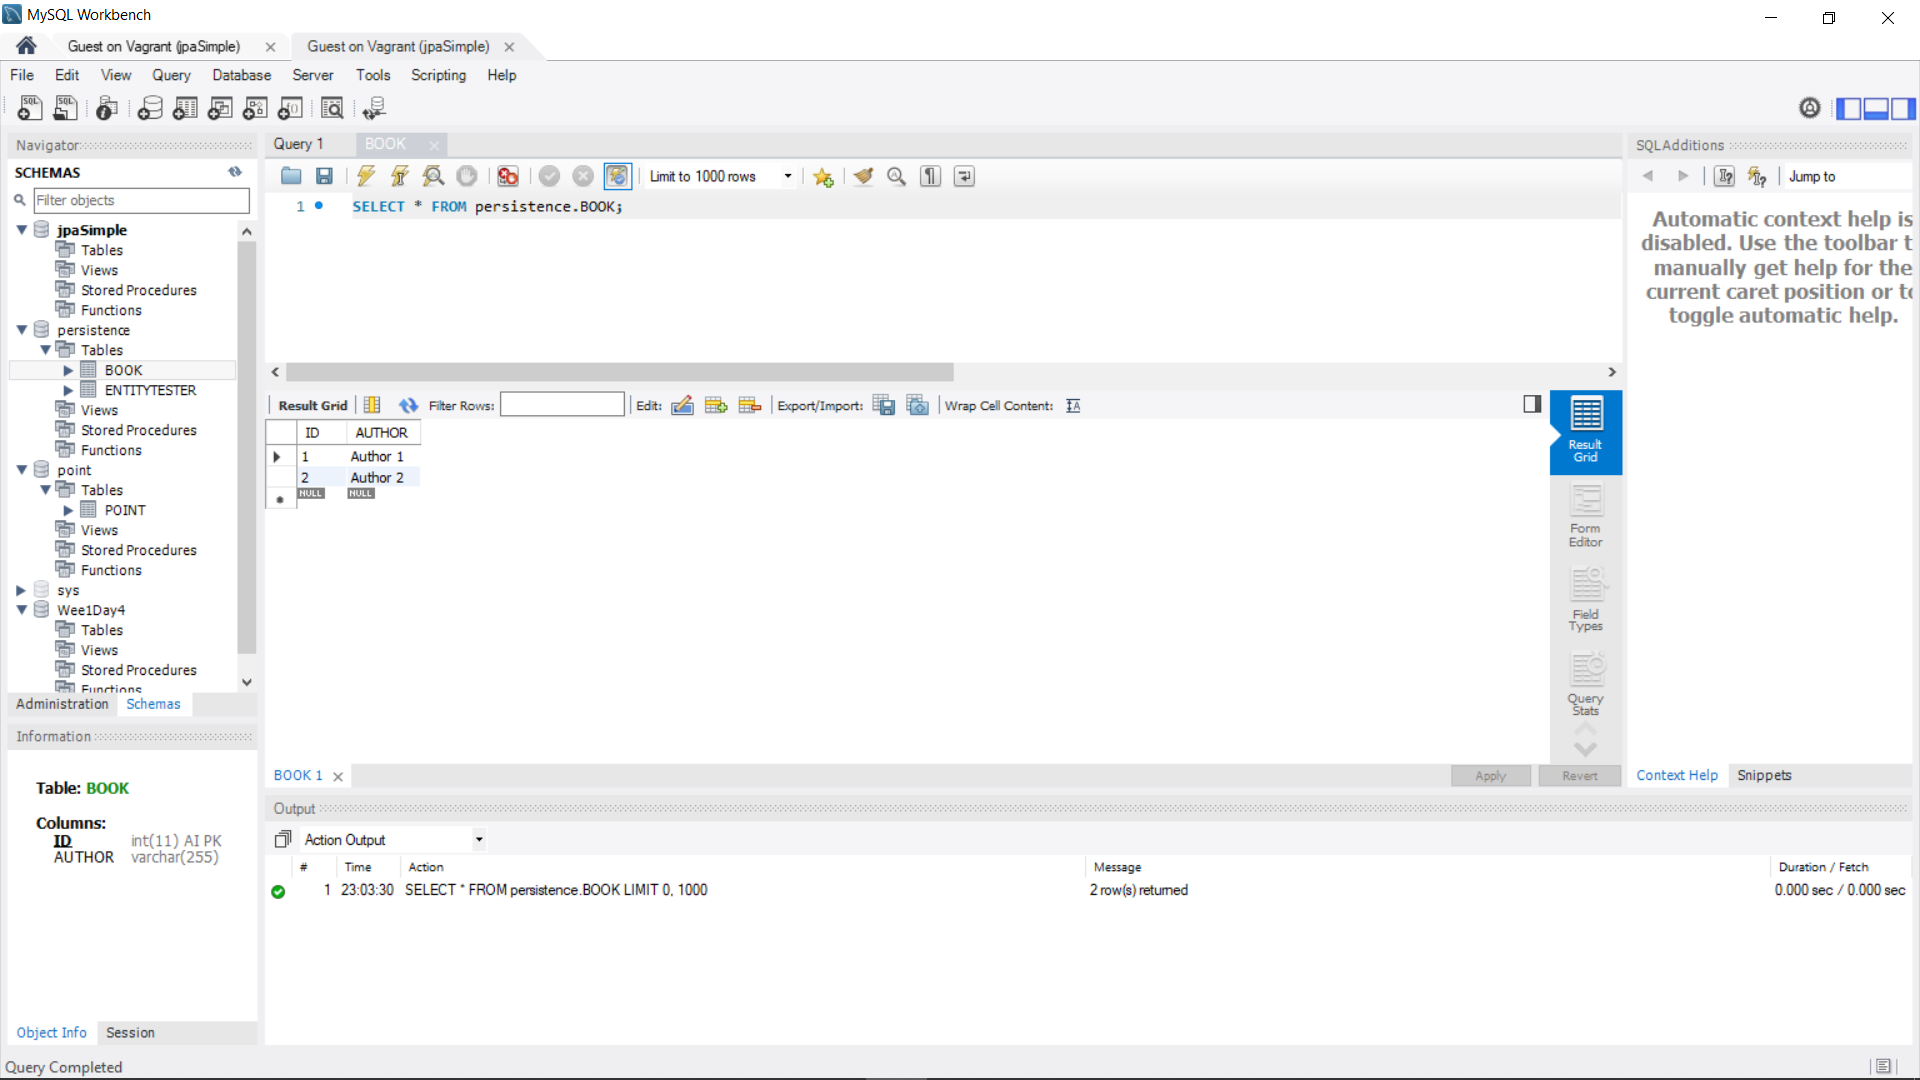 MySQL Workbench
Guest on Vagrant (jpaSimple)
Guest on Vagrant (jpaSimple)
File Edit View Query Database Server Tools Scripting Help
Navigator
SCHEMAS
Filter objects
jpaSimple
Tables
Views
Stored Procedures
Functions
persistence
Tables
BOOK
ENTITYTESTER
Views
Stored Procedures
Functions
point
Tables
POINT
Views
Stored Procedures
Functions
sys
Wee1Day4
Tables
Views
Stored Procedures
Functions
Administration Schemas
Information
Table: BOOK
Columns:
ID int(11) AI PK
AUTHOR varchar(255)
Object Info Session
Query Completed
Query 1 BOOK
Limit to 1000 rows
1 SELECT * FROM persistence.BOOK;
Result Grid Filter Rows: Edit: Export/Import: Wrap Cell Content:
ID AUTHOR
1 Author 1
2 Author 2
NULL NULL
Result
Grid
Form
Editor
Field
Types
Query
Stats
BOOK 1
Apply Revert
Output
Action Output
# Time Action Message Duration / Fetch
1 23:03:30 SELECT * FROM persistence.BOOK LIMIT 0, 1000 2 row(s) returned 0.000 sec / 0.000 sec
SQLAdditions
Jump to
Automatic context help is
disabled. Use the toolbar t
manually get help for the
current caret position or to
toggle automatic help.
Context Help Snippets